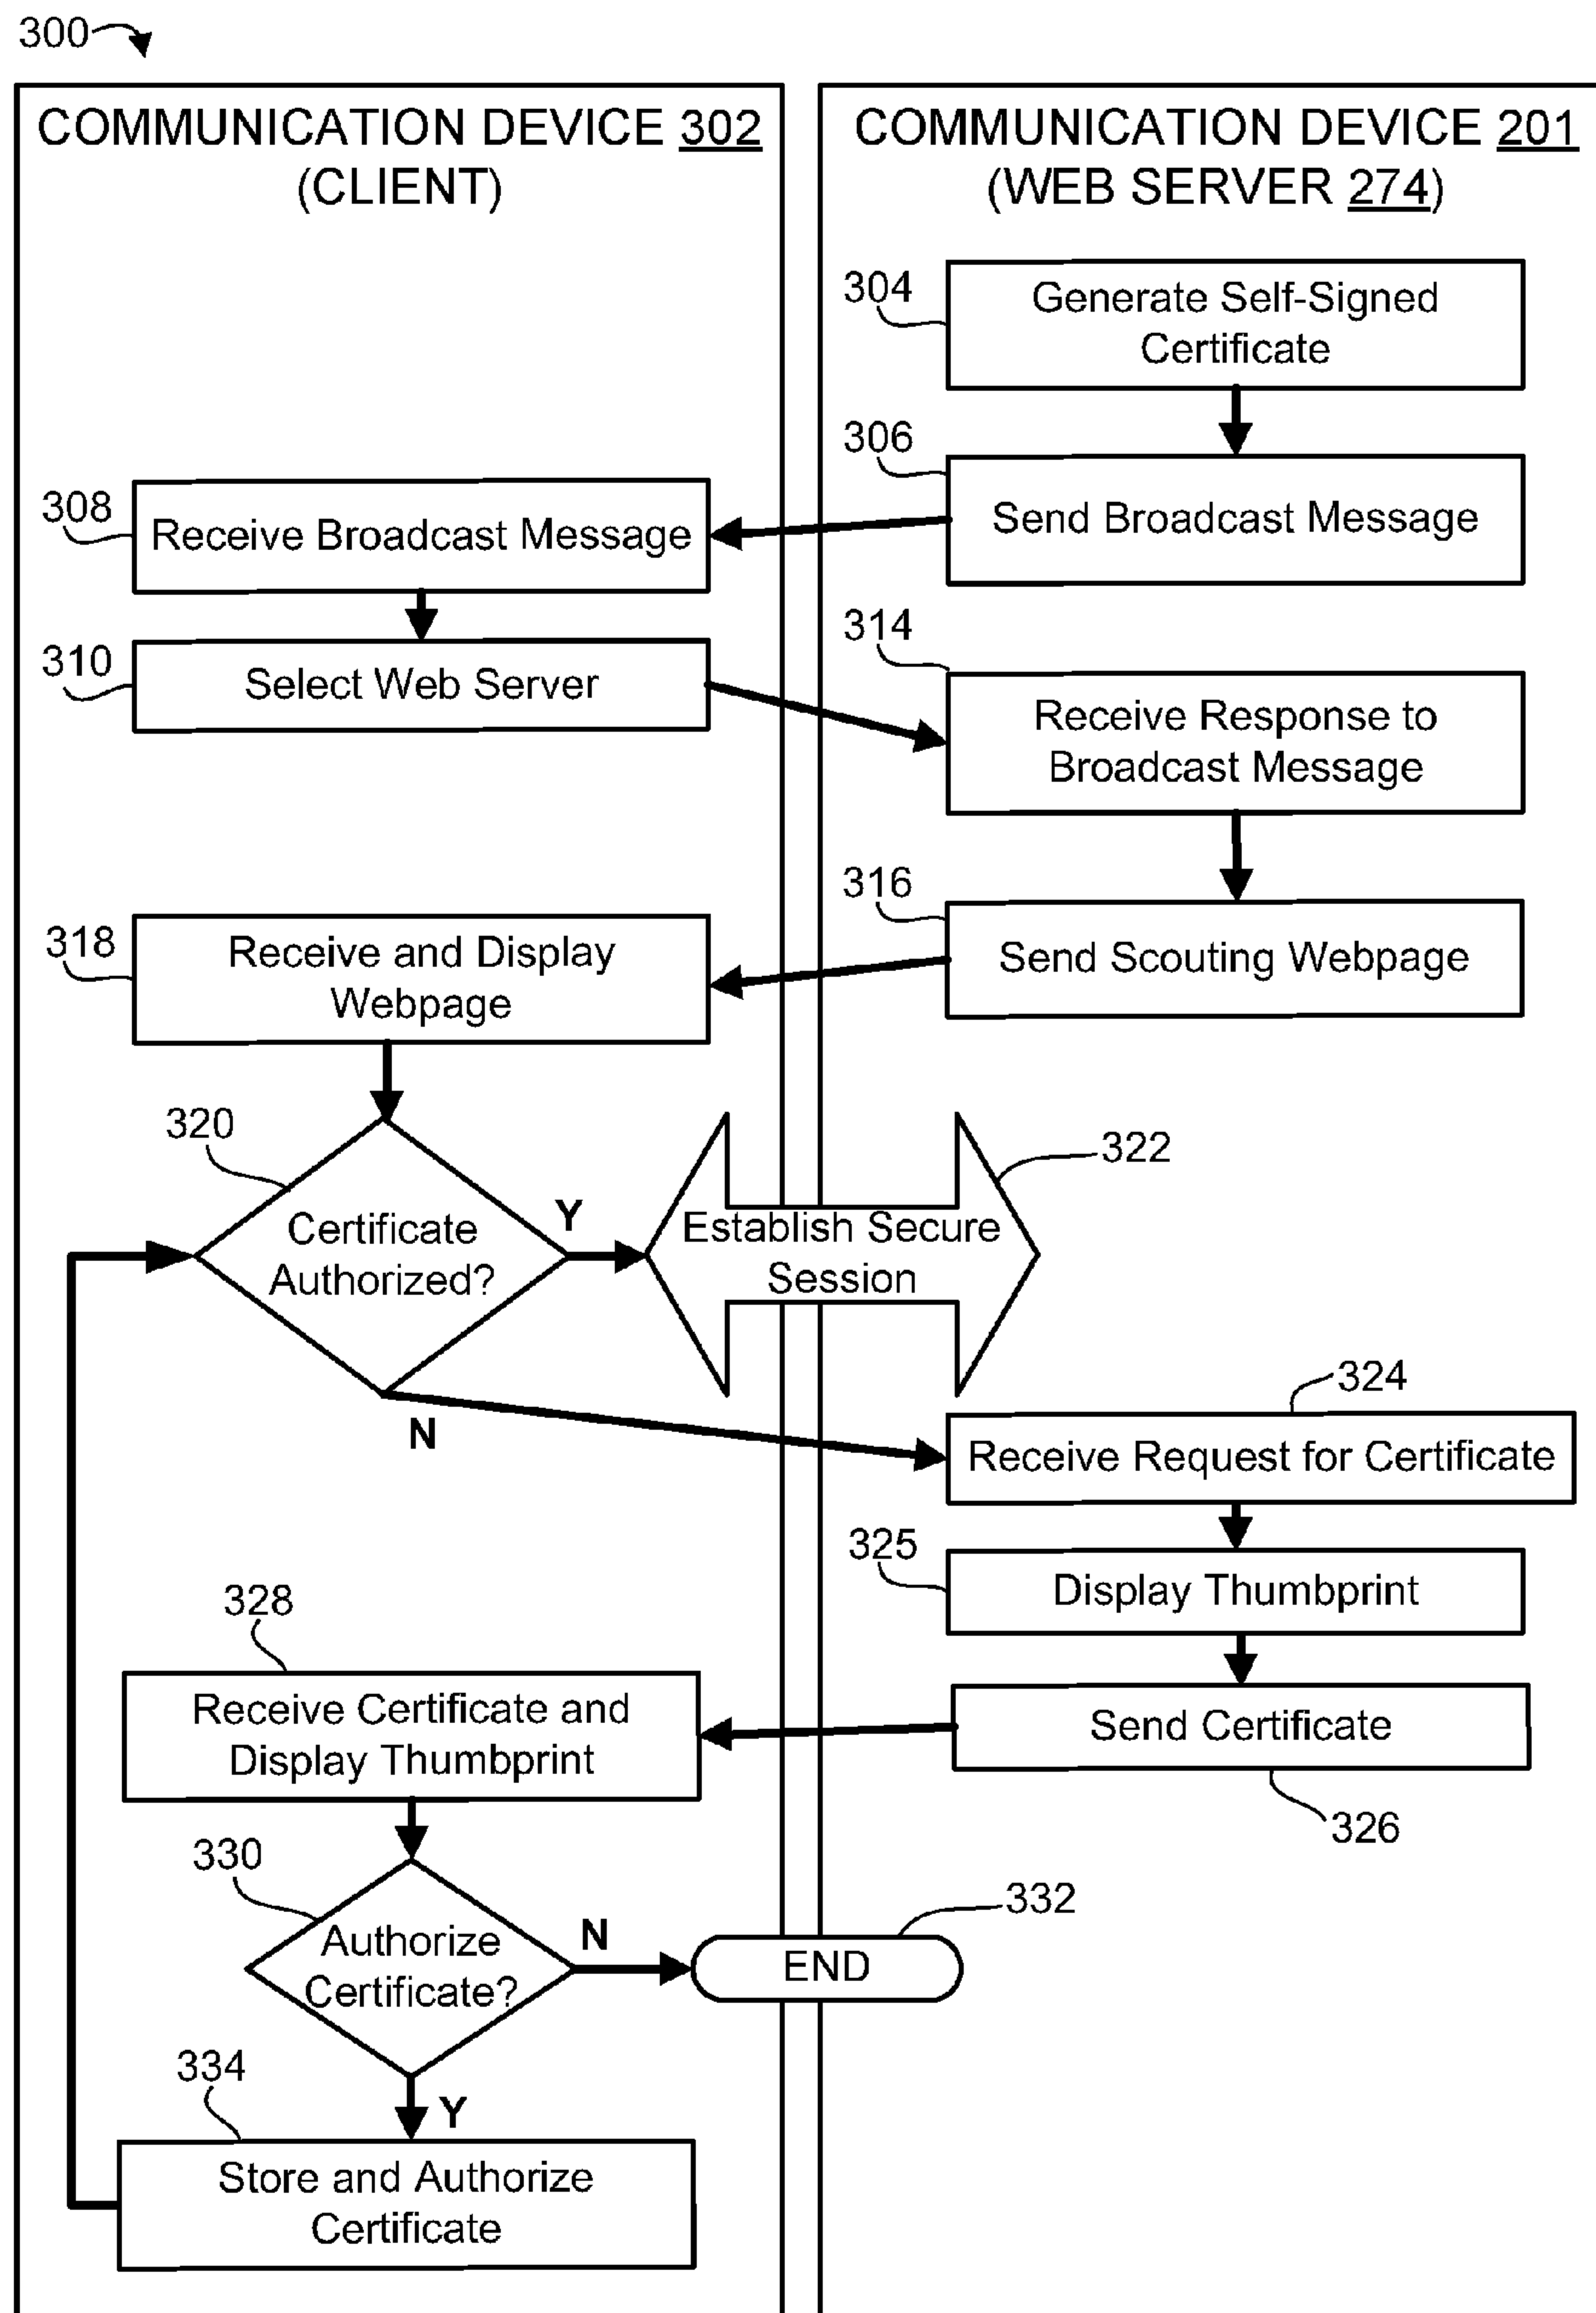 300
COMMUNICATION DEVICE 302
(CLIENT)
COMMUNICATION DEVICE 201
(WEB SERVER 274)
304
Generate Self-Signed
Certificate
306
Send Broadcast Message
308
Receive Broadcast Message
310
Select Web Server
314
Receive Response to
Broadcast Message
316
Send Scouting Webpage
318
Receive and Display
Webpage
320
Certificate
Authorized?
Y
N
322
Establish Secure
Session
324
Receive Request for Certificate
325
Display Thumbprint
326
Send Certificate
328
Receive Certificate and
Display Thumbprint
330
Authorize
Certificate?
N
Y
332
END
334
Store and Authorize
Certificate